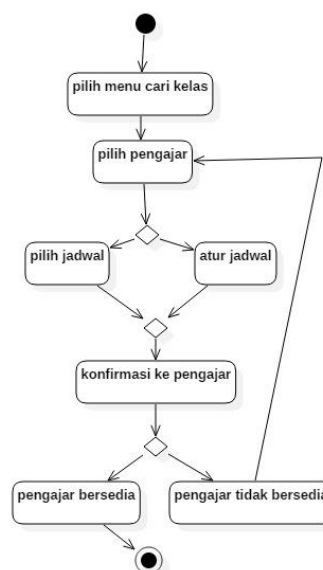 pilih menu cari kelas
pilih pengajar
pilih jadwal
atur jadwal
konfirmasi ke pengajar
pengajar bersedia
pengajar tidak bersedia